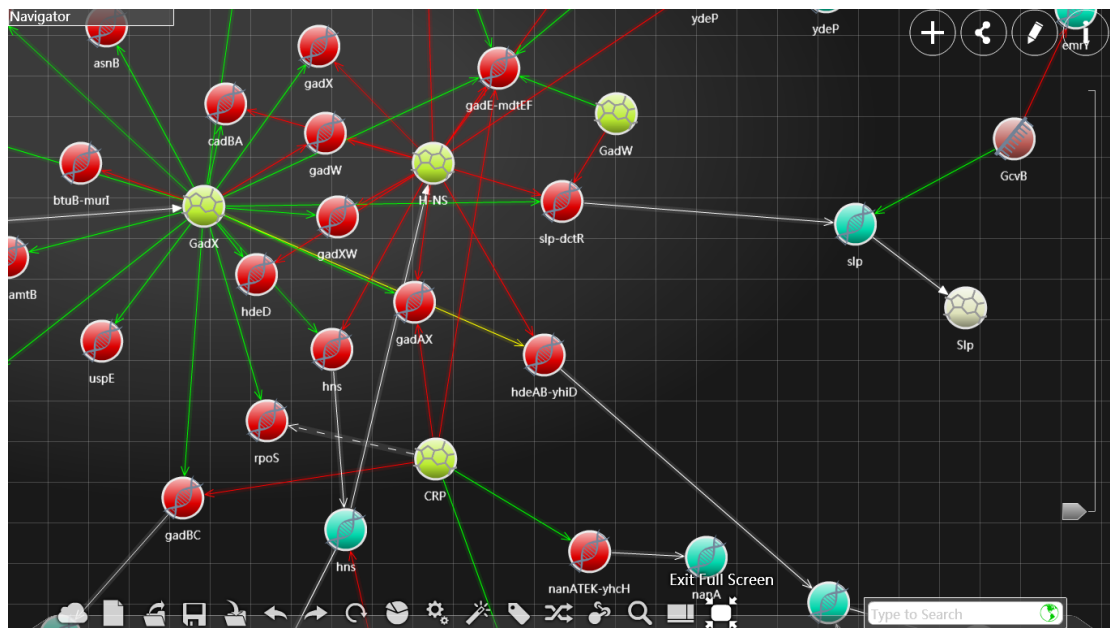 Navigator
ydeP
ydeP
emrY
asnB
gadX
gadE-mdtEF
cadBA
GadW
gadW
GcvB
btuB-murI
H-NS
slp-dctR
GadX
gadXW
slp
amtB
hdeD
gadAX
Slp
uspE
hns
hdeAB-yhiD
rpoS
CRP
gadBC
hns
nanATEK-yhcH
Exit Full Screen
nanA
Type to Search